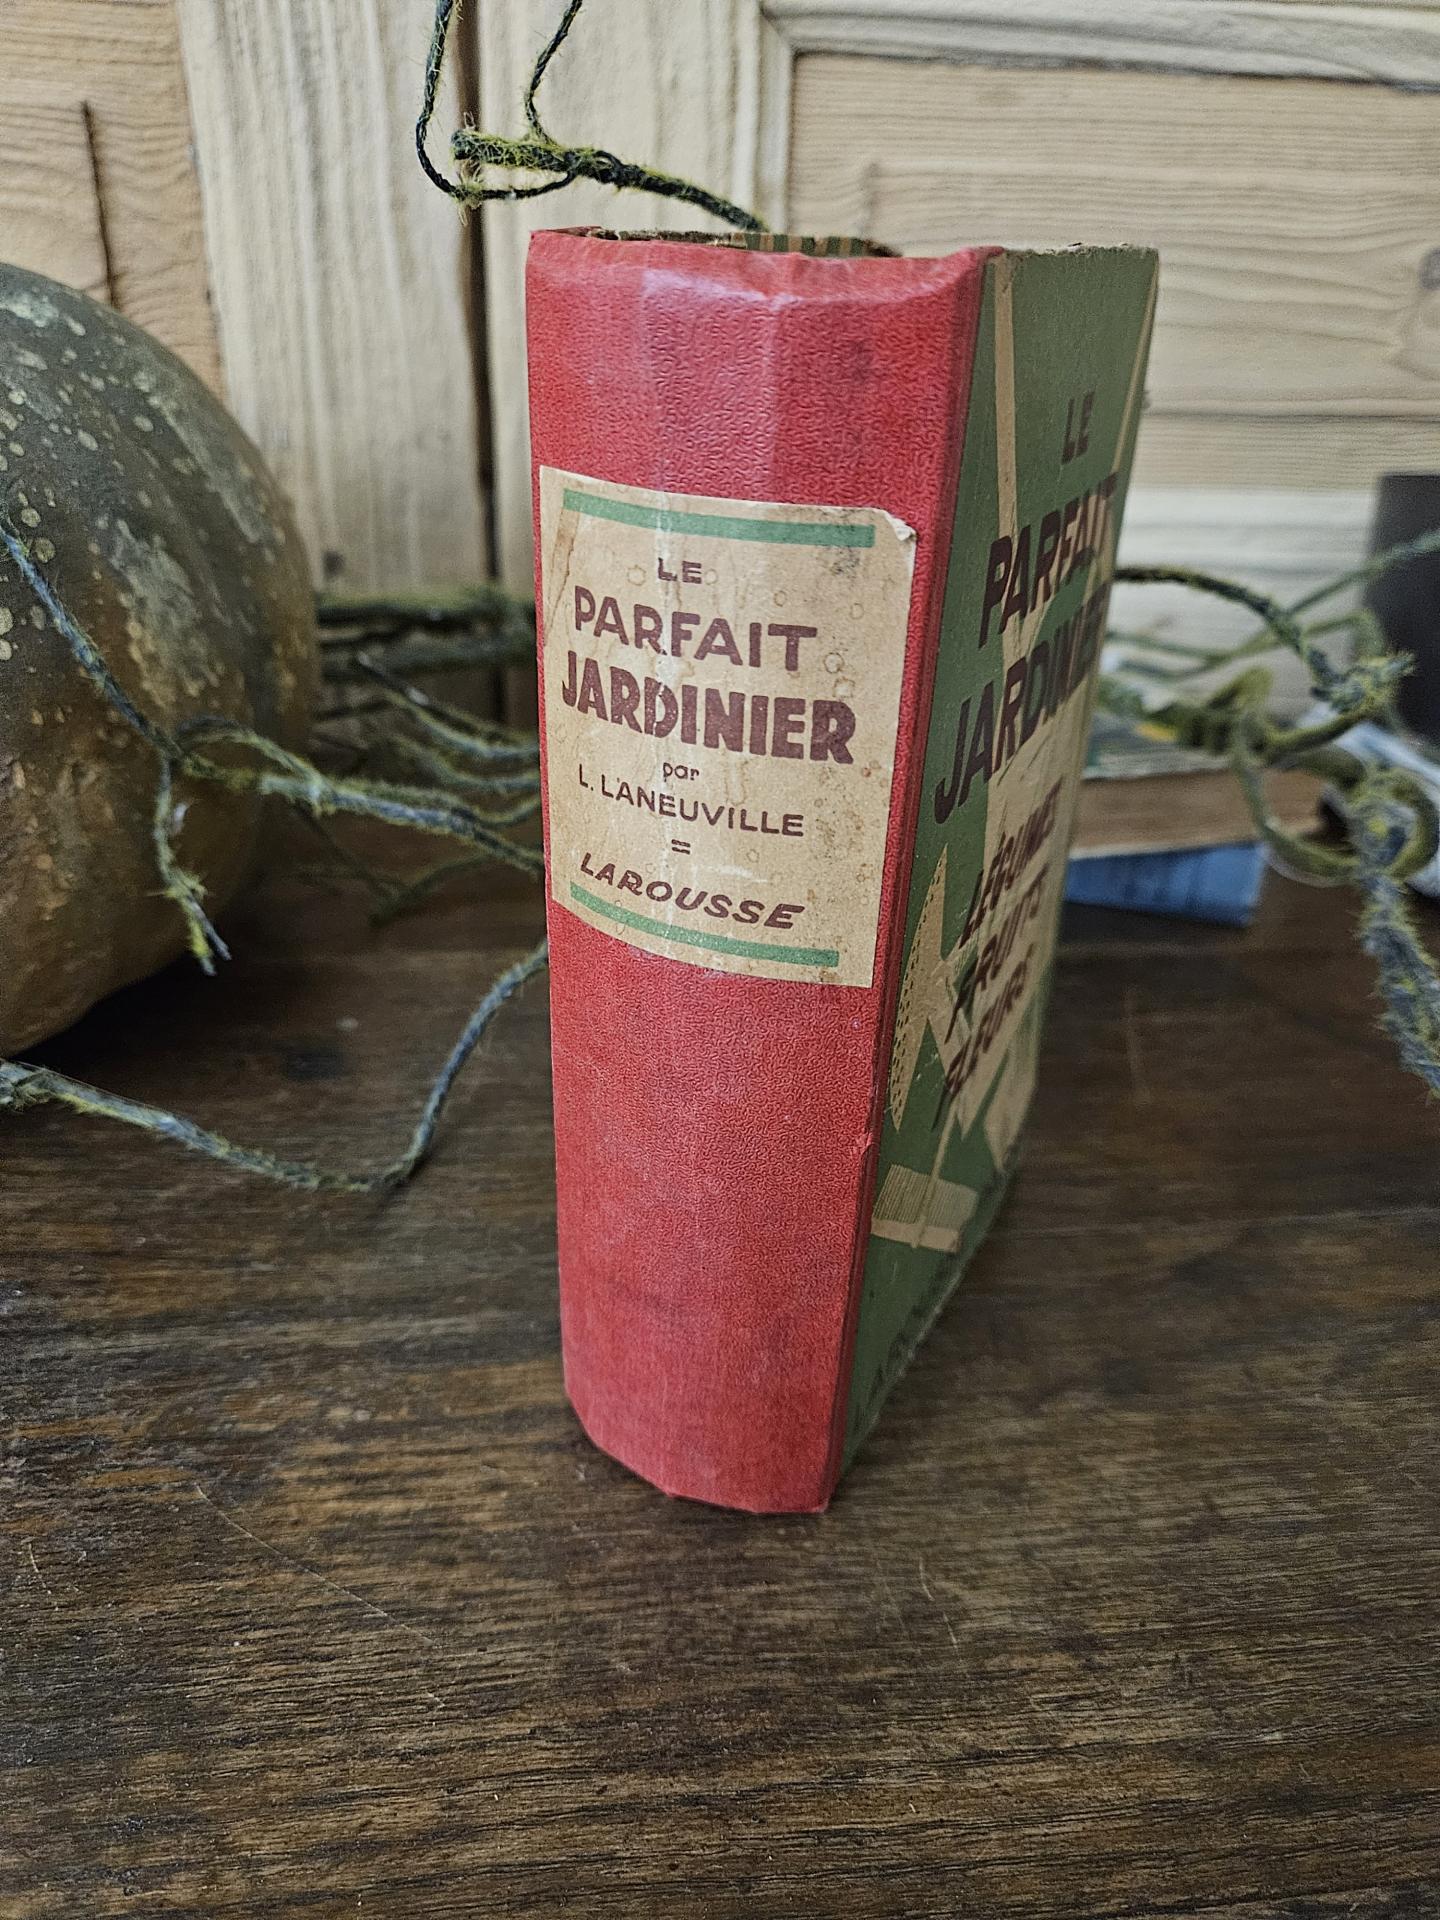 LE
PARFAIT
JARDINIER
par
L. LANEUVILLE
=
LAROUSSE
LE
PARFAIT
JARDINIER
LÉGUMES
FRUITS
FLEURS